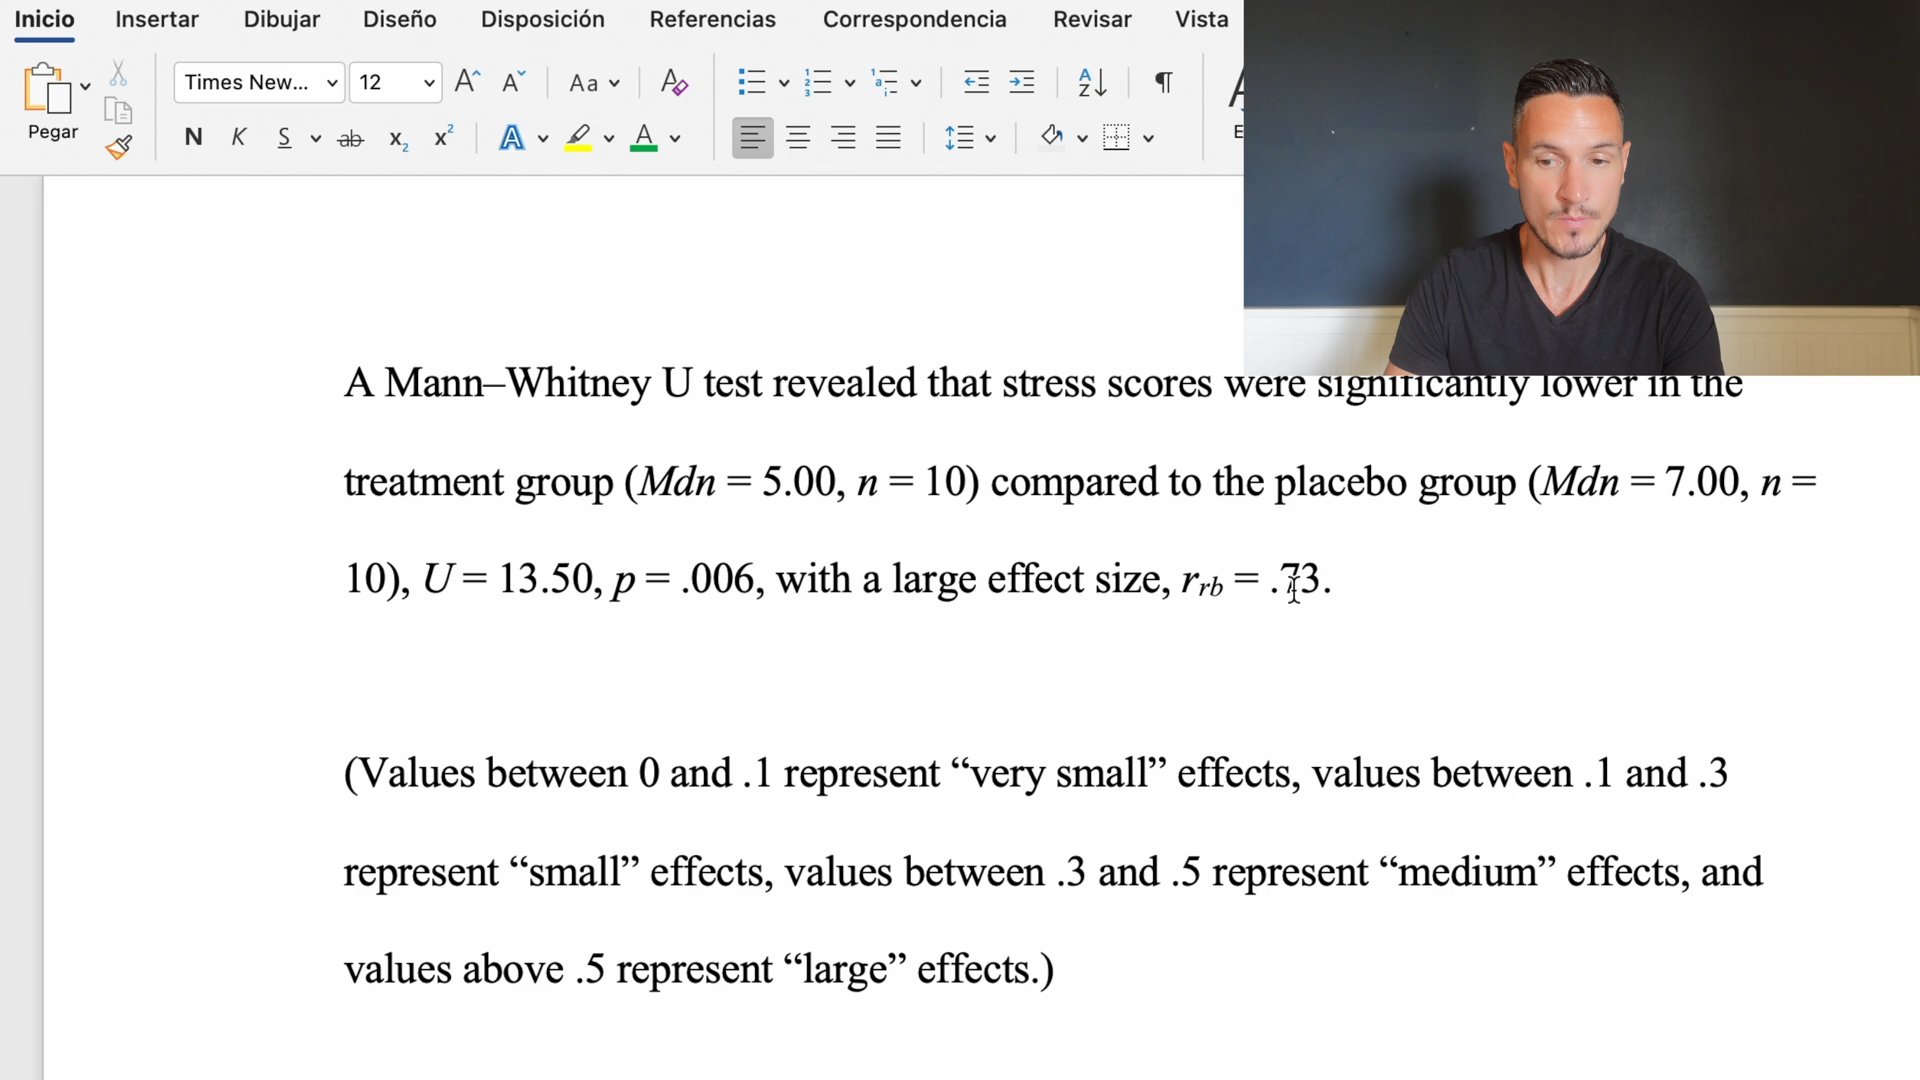 Inicio Insertar Dibujar Diseño Disposición Referencias Correspondencia Revisar Vista
Times New... 12 Aa
Pegar
N K S ab x2 x2 A A
A Mann–Whitney U test revealed that stress scores were significantly lower in the
treatment group (Mdn = 5.00, n = 10) compared to the placebo group (Mdn = 7.00, n =
10), U = 13.50, p = .006, with a large effect size, rrb = .73.
(Values between 0 and .1 represent “very small” effects, values between .1 and .3
represent “small” effects, values between .3 and .5 represent “medium” effects, and
values above .5 represent “large” effects.)